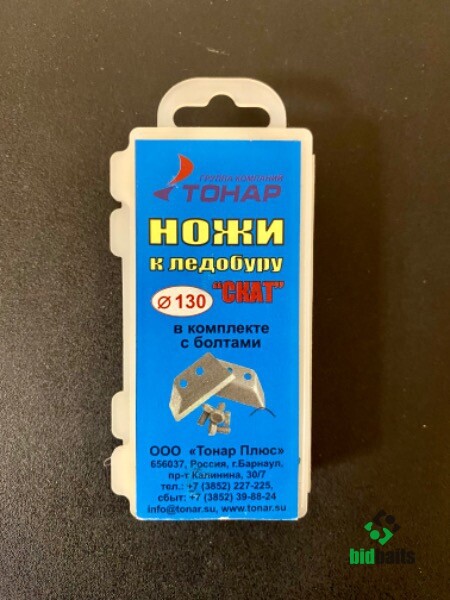 ГРУППА КОМПАНИЙ
ТОНАР
НОЖИ
к ледобуру
"СКАТ"
⌀ 130
в комплекте
с болтами
ООО «Тонар Плюс»
656037, Россия, г.Барнаул,
пр-т Калинина, 30/7
тел.: +7 (3852) 227-225,
сбыт: +7 (3852) 39-88-24
info@tonar.su, www.tonar.su
bidbaits